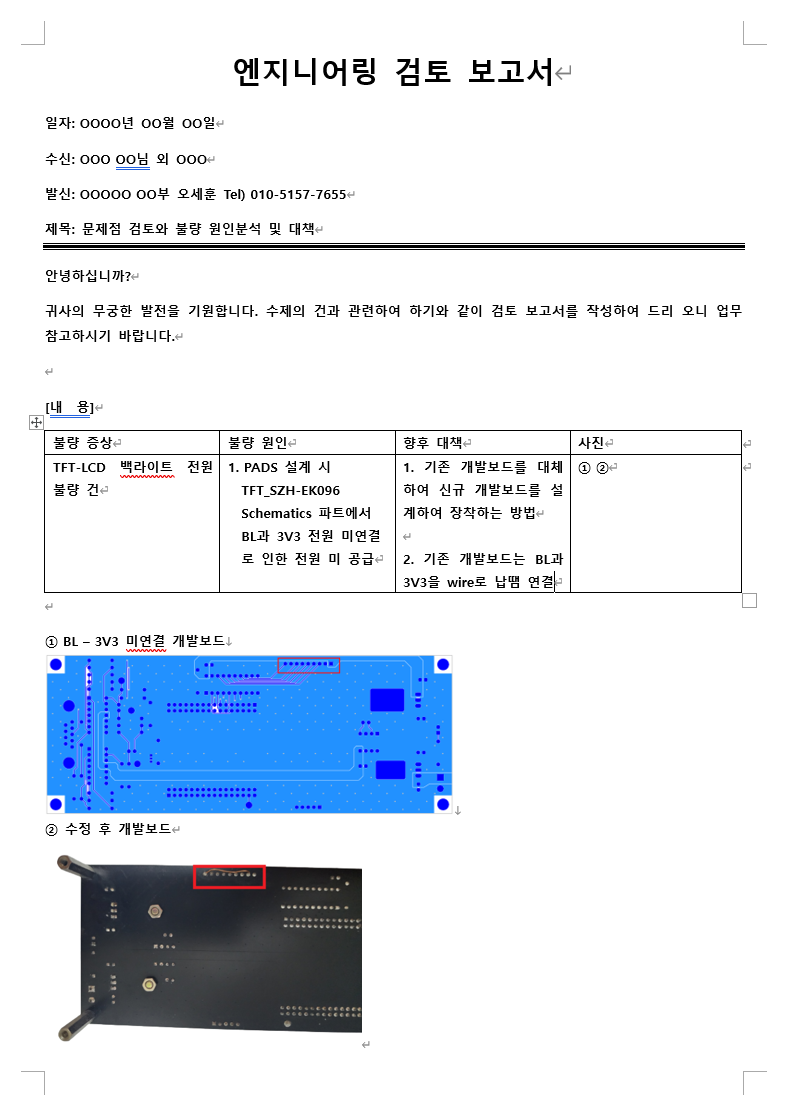 엔지니어링 검토 보고서
일자: OOOO년 OO월 OO일
수신: OOO OO님 외 OOO
발신: OOOOO OO부 오세훈 Tel) 010-5157-7655
제목: 문제점 검토와 불량 원인분석 및 대책
안녕하십니까?
귀사의 무궁한 발전을 기원합니다. 수제의 건과 관련하여 하기와 같이 검토 보고서를 작성하여 드리 오니 업무
참고하시기 바랍니다.
[내 용]
불량 증상
불량 원인
향후 대책
사진
TFT-LCD 백라이트 전원
불량 건
1. PADS 설계 시
TFT_SZH-EK096
Schematics 파트에서
BL과 3V3 전원 미연결
로 인한 전원 미 공급
1. 기존 개발보드를 대체
하여 신규 개발보드를 설
계하여 장착하는 방법
2. 기존 개발보드는 BL과
3V3을 wire로 납땜 연결
① ②
① BL – 3V3 미연결 개발보드
② 수정 후 개발보드